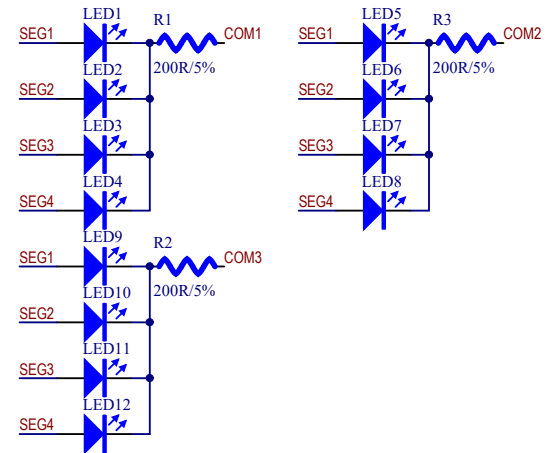 LED1
R1
SEG1
COM1
200R/5%
LED2
SEG2
LED3
SEG3
LED4
SEG4
LED9
R2
SEG1
COM3
200R/5%
LED10
SEG2
LED11
SEG3
LED12
SEG4
LED5
R3
SEG1
COM2
200R/5%
LED6
SEG2
LED7
SEG3
LED8
SEG4